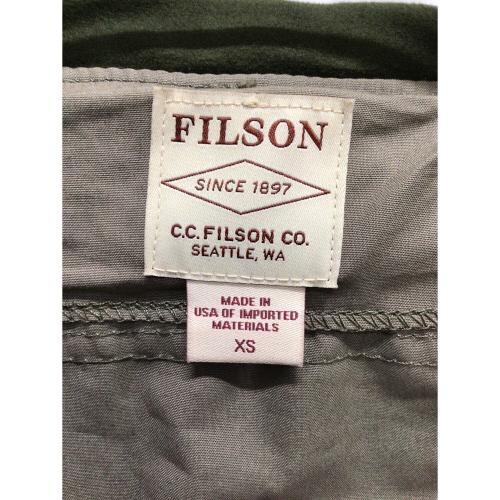 FILSON
SINCE 1897
C.C. FILSON CO.
SEATTLE, WA
MADE IN
USA OF IMPORTED
MATERIALS
XS